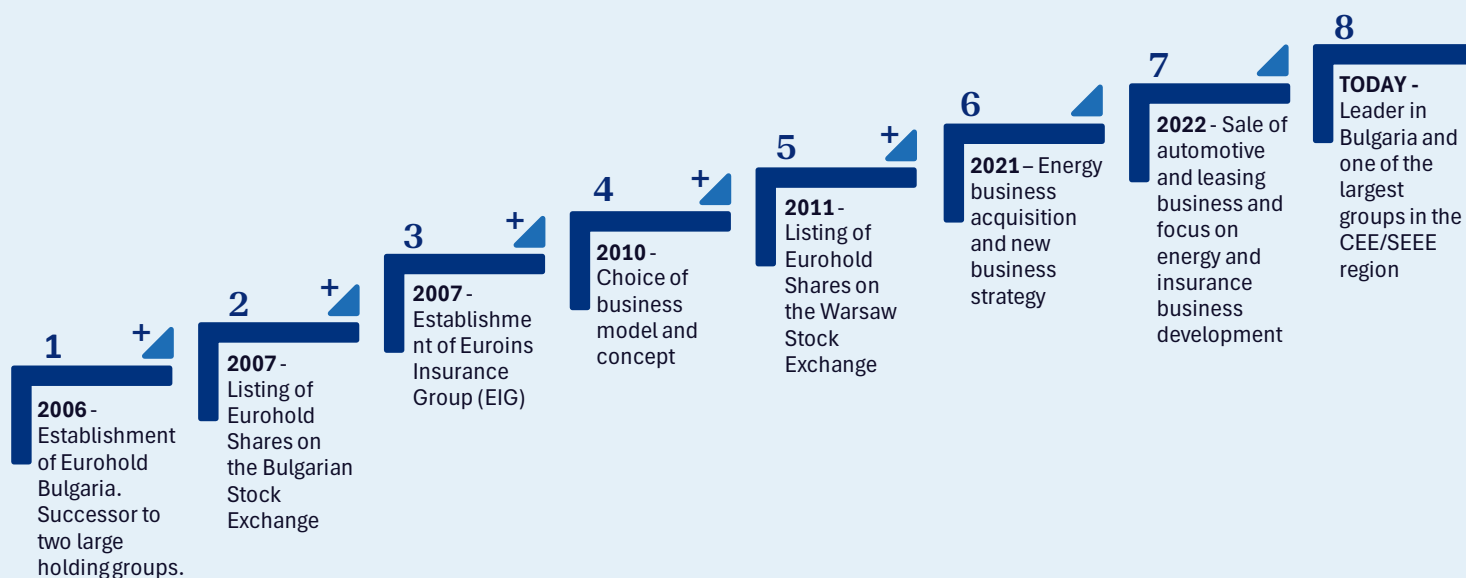 1
+
2006 -
Establishment
of Eurohold
Bulgaria.
Successor to
two large
holding groups.
2
+
2007 -
Listing of
Eurohold
Shares on
the Bulgarian
Stock
Exchange
3
+
2007 -
Establishme
nt of Euroins
Insurance
Group (EIG)
4
+
2010 -
Choice of
business
model and
concept
5
+
2011 -
Listing of
Eurohold
Shares on
the Warsaw
Stock
Exchange
6
2021 – Energy
business
acquisition
and new
business
strategy
7
2022 - Sale of
automotive
and leasing
business and
focus on
energy and
insurance
business
development
8
TODAY -
Leader in
Bulgaria and
one of the
largest
groups in the
CEE/SEEE
region